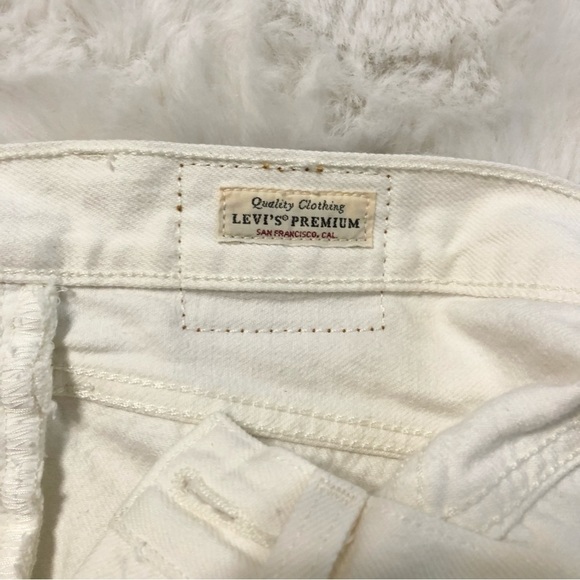 Quality Clothing
LEVI'S® PREMIUM
SAN FRANCISCO, CAL